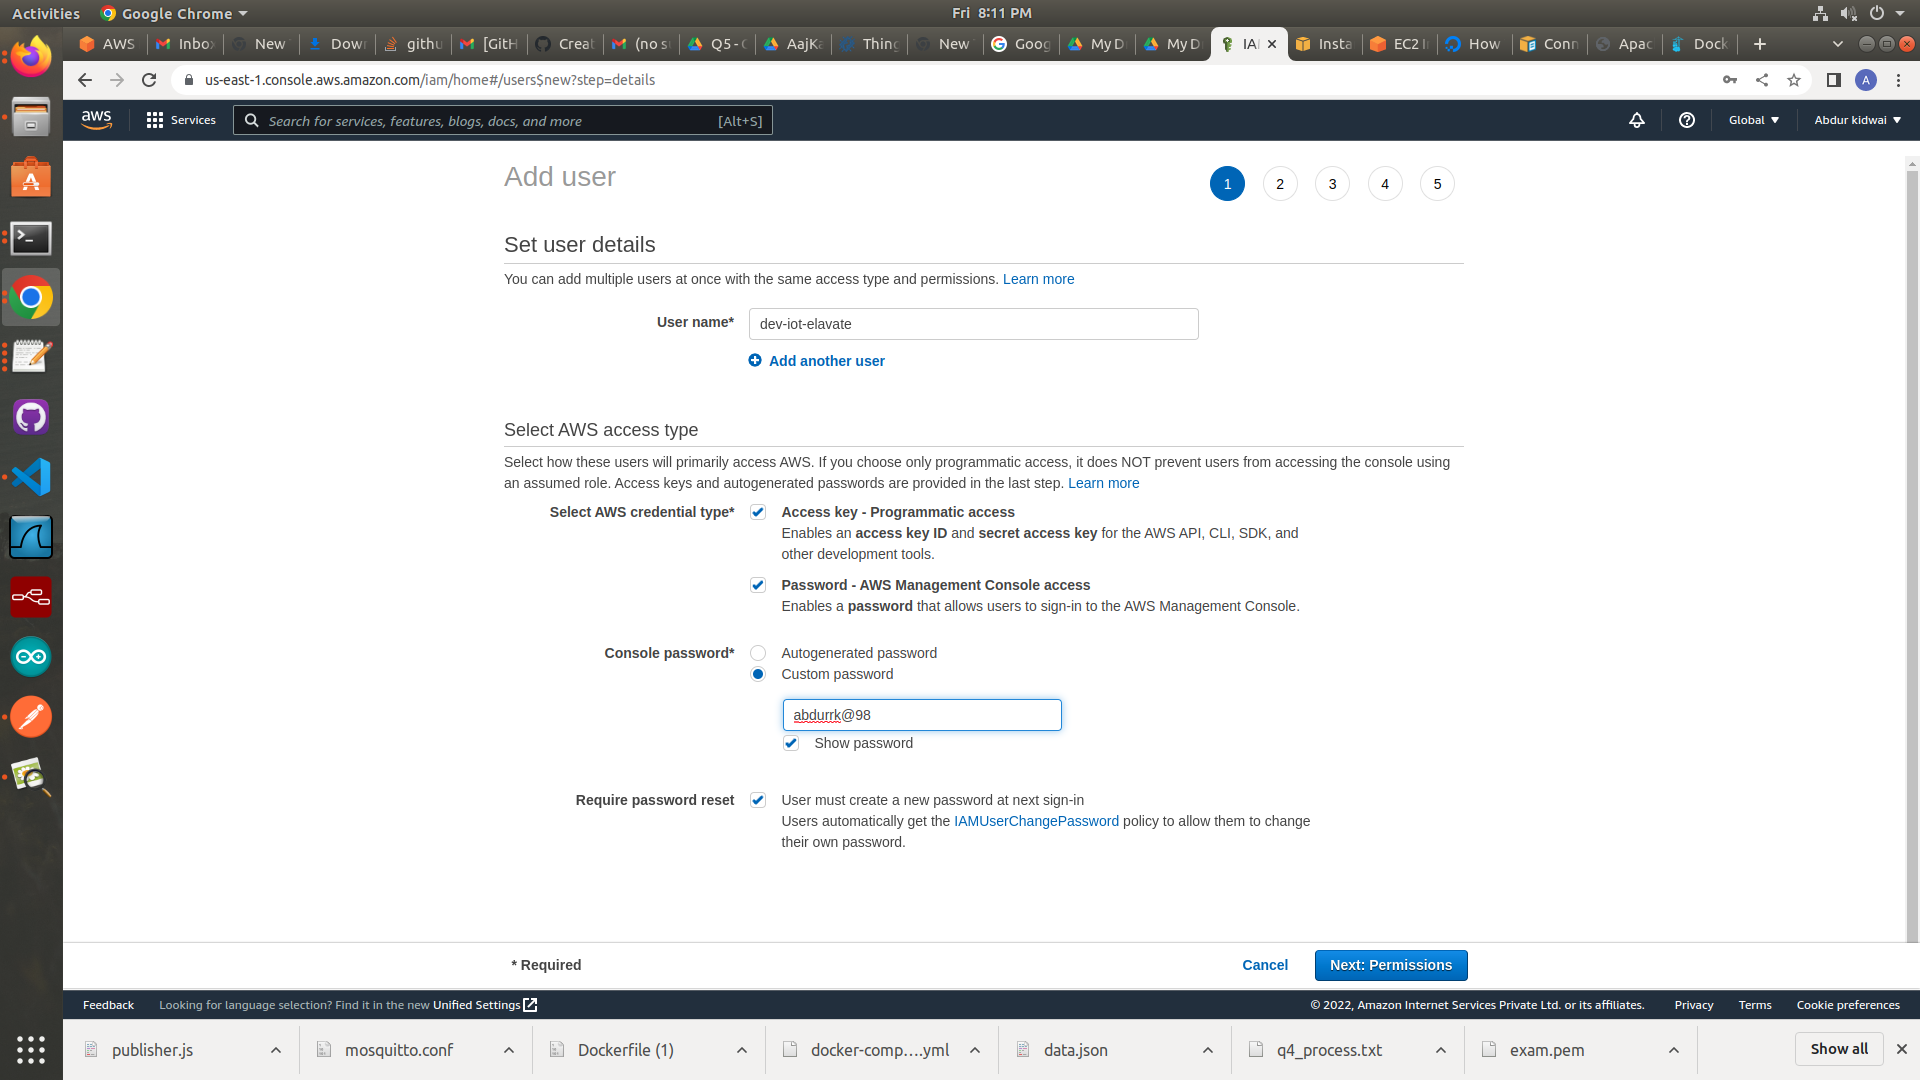 Activities
Google Chrome
Fri 8:11 PM
AWS
Inbo
New
Dow
githu
[GitH
Creat
(no s
Q5 -
AajKa
Thing
New
Goog
My D
My D
IA
Insta
EC2 I
How
Conn
Apac
Dock
us-east-1.console.aws.amazon.com/iam/home#/users$new?step=details
A
aws
Services
Search for services, features, blogs, docs, and more
[Alt+S]
Global
Abdur kidwai
Add user
1
2
3
4
5
Set user details
You can add multiple users at once with the same access type and permissions. Learn more
User name*
dev-iot-elavate
Add another user
Select AWS access type
Select how these users will primarily access AWS. If you choose only programmatic access, it does NOT prevent users from accessing the console using
an assumed role. Access keys and autogenerated passwords are provided in the last step. Learn more
Select AWS credential type*
Access key - Programmatic access
Enables an access key ID and secret access key for the AWS API, CLI, SDK, and
other development tools.
Password - AWS Management Console access
Enables a password that allows users to sign-in to the AWS Management Console.
Console password*
Autogenerated password
Custom password
abdurrk@98
Show password
Require password reset
User must create a new password at next sign-in
Users automatically get the IAMUserChangePassword policy to allow them to change
their own password.
* Required
Cancel
Next: Permissions
Feedback
Looking for language selection? Find it in the new Unified Settings
© 2022, Amazon Internet Services Private Ltd. or its affiliates.
Privacy
Terms
Cookie preferences
publisher.js
mosquitto.conf
Dockerfile (1)
docker-comp....yml
data.json
q4_process.txt
exam.pem
Show all